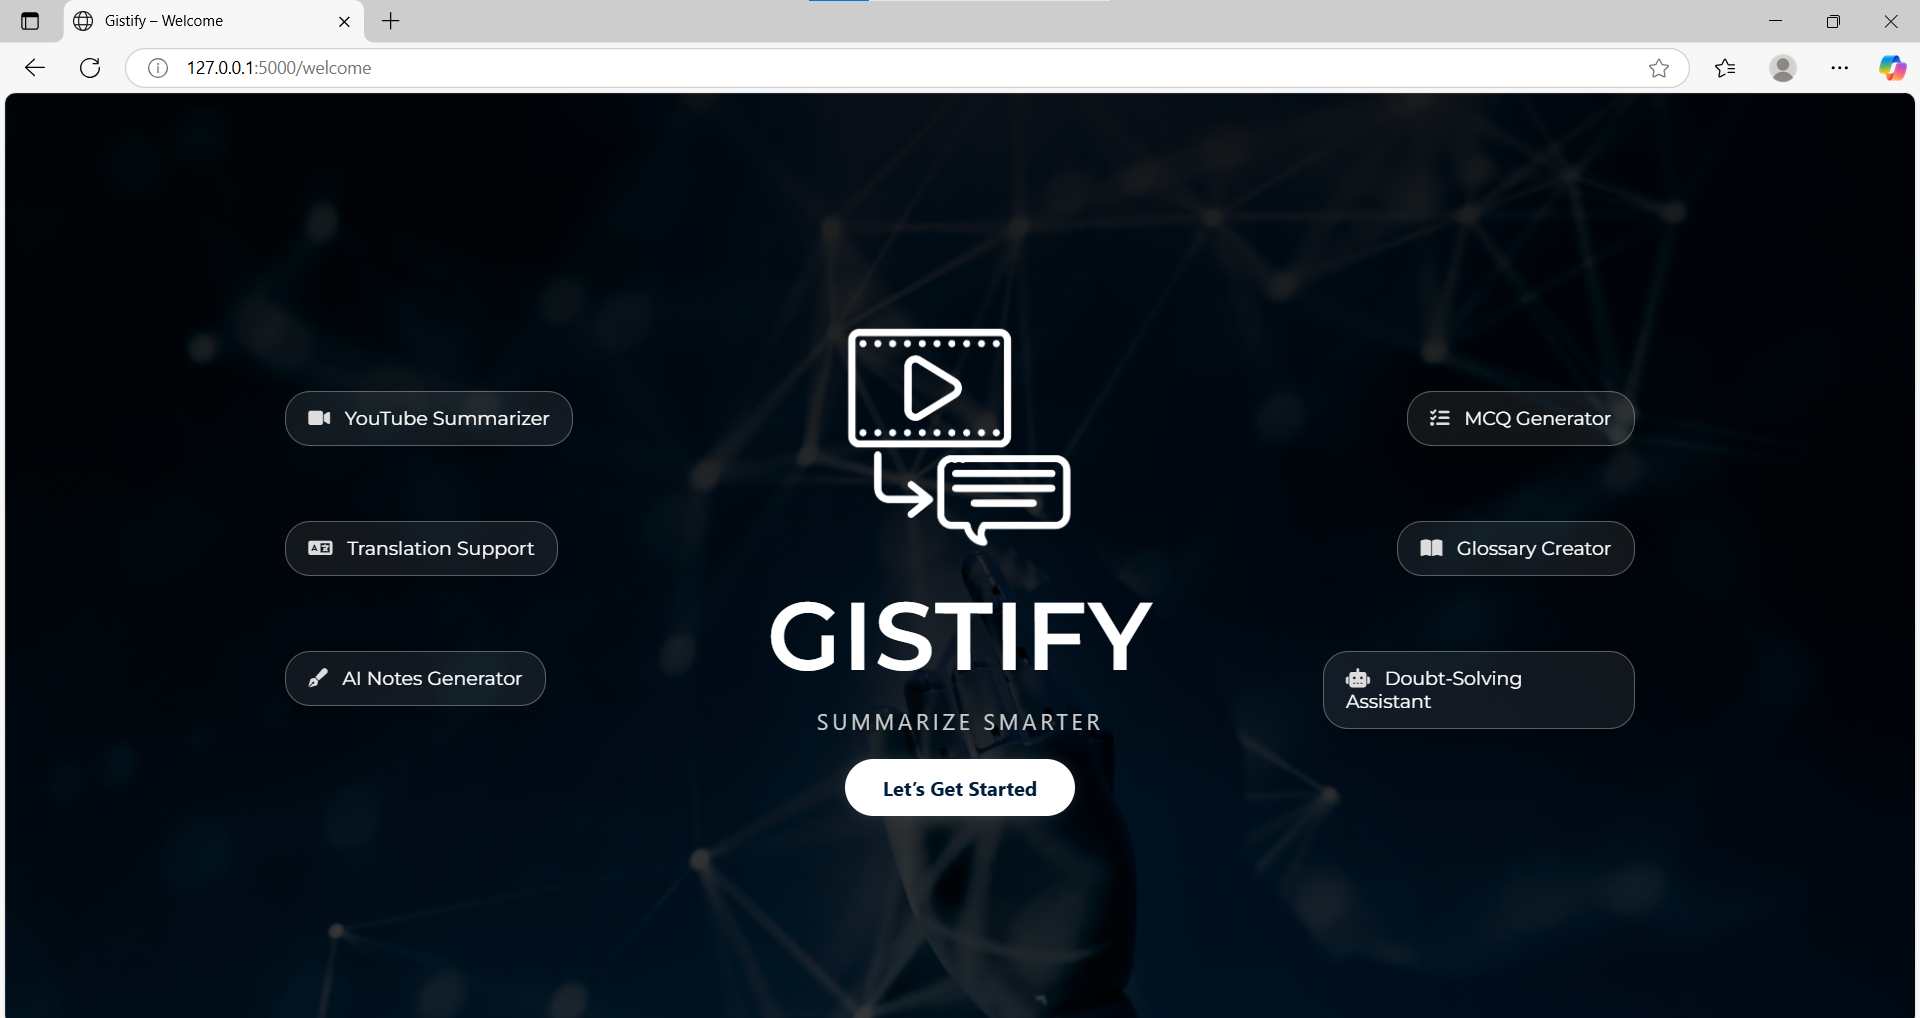 Gistify – Welcome
127.0.0.1:5000/welcome
YouTube Summarizer
Translation Support
AI Notes Generator
GISTIFY
SUMMARIZE SMARTER
Let’s Get Started
MCQ Generator
Glossary Creator
Doubt-Solving
Assistant